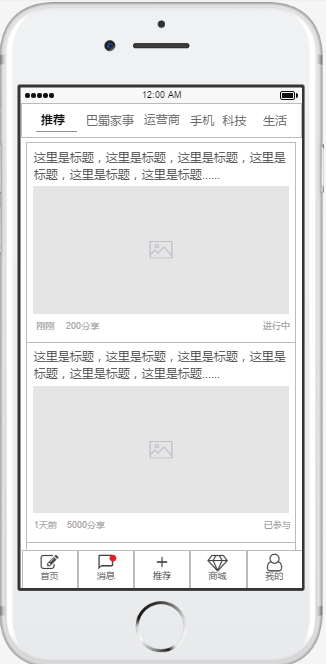 12:00 AM
推荐 巴蜀家事 运营商 手机 科技 生活
这里是标题，这里是标题，这里是标题，这里是
标题，这里是标题，这里是标题......
刚刚 200分享 进行中
这里是标题，这里是标题，这里是标题，这里是
标题，这里是标题，这里是标题......
1天前 5000分享 已参与
首页 消息 推荐 商城 我的